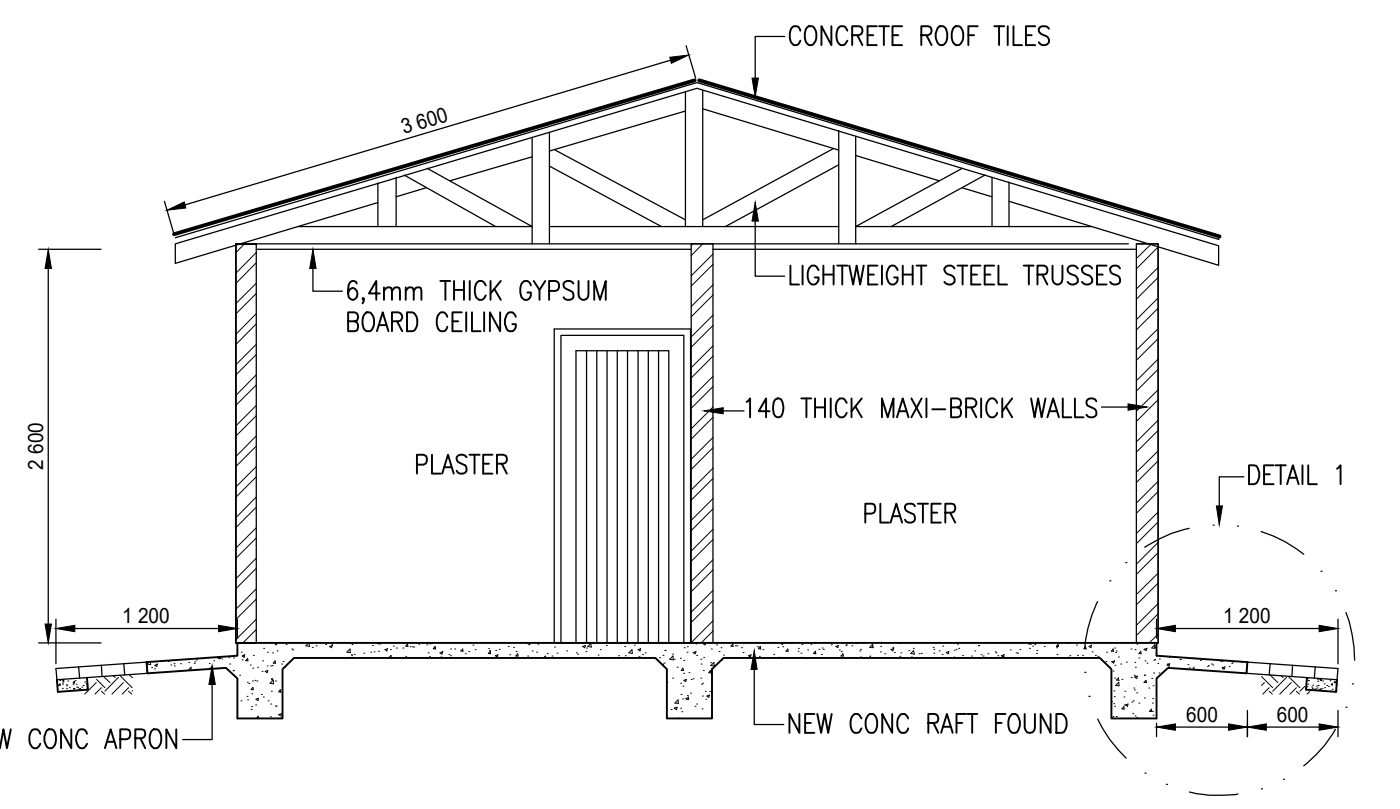 CONCRETE ROOF TILES
3 600
LIGHTWEIGHT STEEL TRUSSES
6,4mm THICK GYPSUM
BOARD CEILING
140 THICK MAXI-BRICK WALLS
2 600
PLASTER
DETAIL 1
PLASTER
1 200
1 200
600
600
NEW CONC RAFT FOUND
CONC APRON